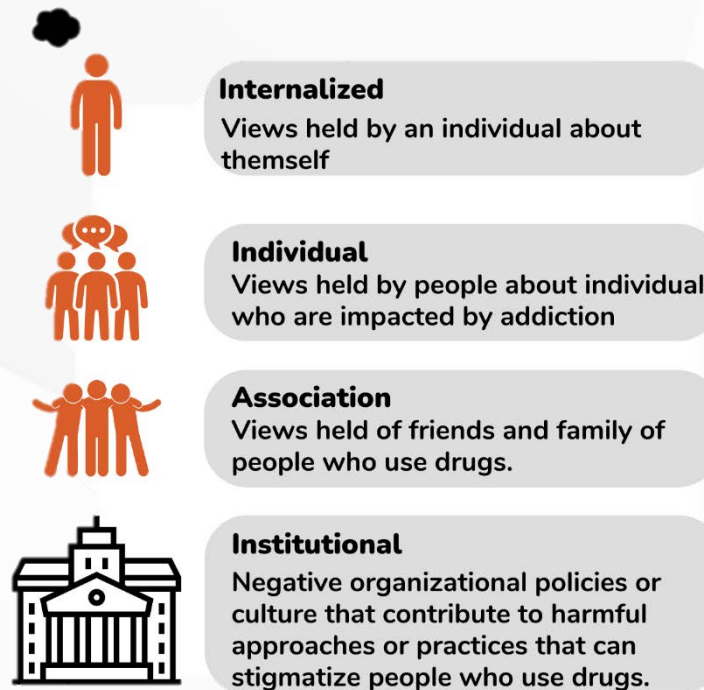 Internalized
Views held by an individual about
themself
Individual
Views held by people about individual
who are impacted by addiction
Association
Views held of friends and family of
people who use drugs.
Institutional
Negative organizational policies or
culture that contribute to harmful
approaches or practices that can
stigmatize people who use drugs.